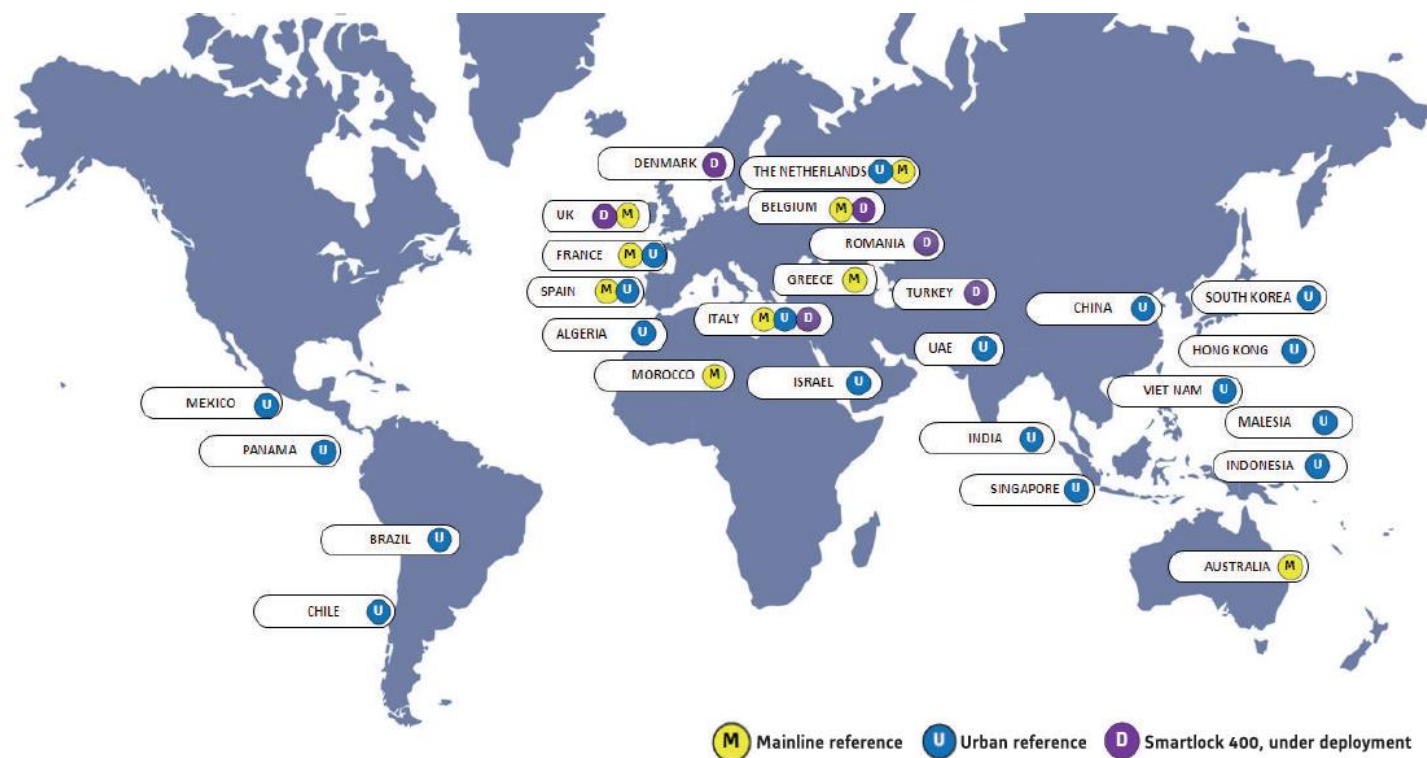 DENMARK D
THE NETHERLANDS U M
UK D M
BELGIUM M D
ROMANIA D
FRANCE M U
GREECE M
SPAIN M U
TURKEY D
ITALY M U D
CHINA U
SOUTH KOREA U
ALGERIA U
UAE U
HONG KONG U
MOROCCO M
ISRAEL U
VIET NAM U
MEXICO U
MALESIA U
PANAMA U
INDIA U
INDONESIA U
SINGAPORE U
BRAZIL U
AUSTRALIA M
CHILE U
M Mainline reference U Urban reference D Smartlock 400, under deployment